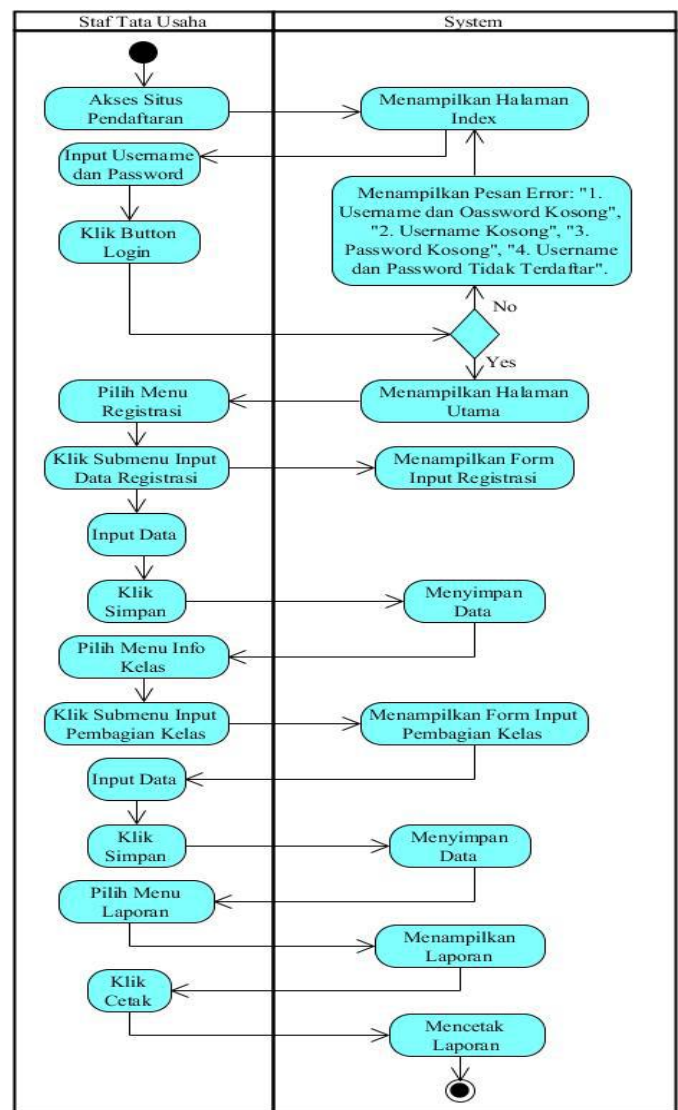 Staf Tata Usaha
System
Akses Situs
Pendaftaran
Menampilkan Halaman
Index
Input Username
dan Password
Menampilkan Pesan Error: "1.
Username dan Oassword Kosong",
"2. Username Kosong", "3.
Password Kosong", "4. Username
dan Password Tidak Terdaftar".
Klik Button
Login
No
Yes
Pilih Menu
Registrasi
Menampilkan Halaman
Utama
Klik Submenu Input
Data Registrasi
Menampilkan Form
Input Registrasi
Input Data
Klik
Simpan
Menyimpan
Data
Pilih Menu Info
Kelas
Klik Submenu Input
Pembagian Kelas
Menampilkan Form Input
Pembagian Kelas
Input Data
Klik
Simpan
Menyimpan
Data
Pilih Menu
Laporan
Menampilkan
Laporan
Klik
Cetak
Mencetak
Laporan